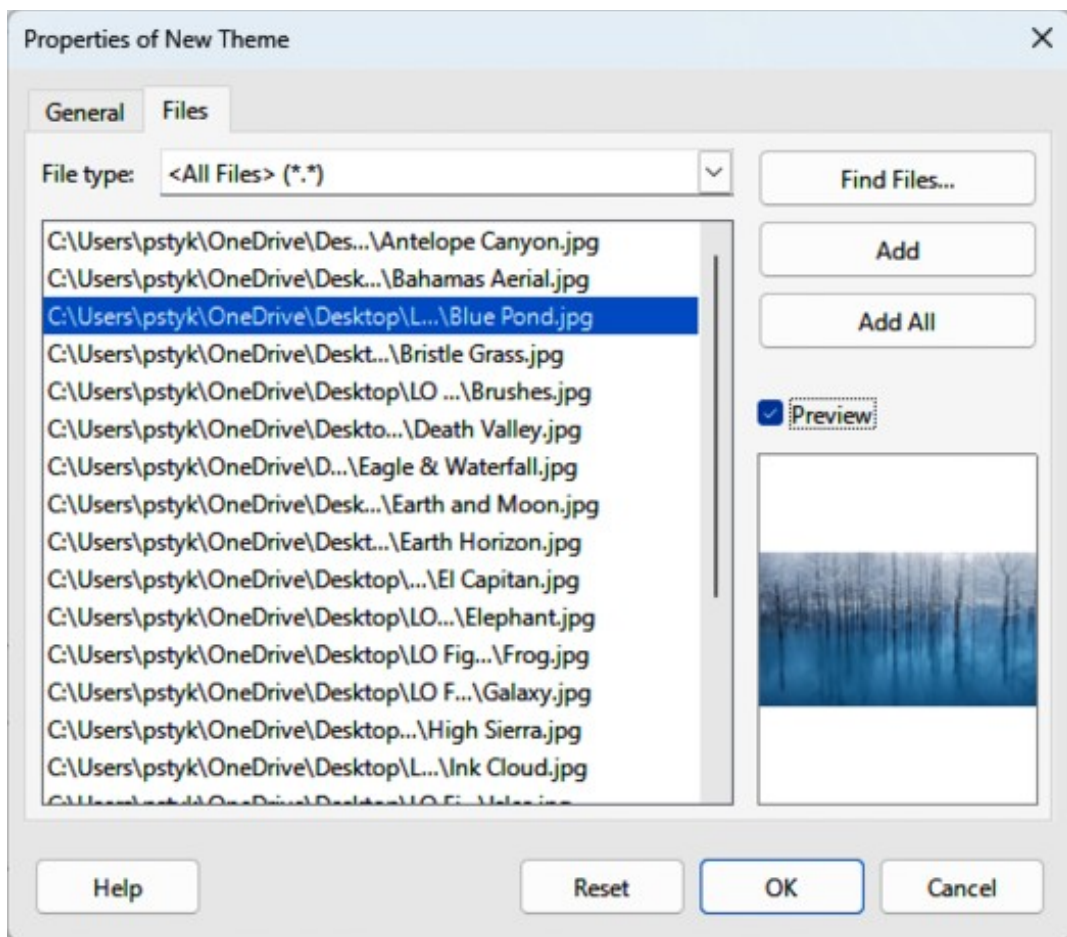 Properties of New Theme
General Files
File type: <All Files> (*.*)
Find Files...
Add
Add All
C:\Users\pstyk\OneDrive\Des...\Antelope Canyon.jpg
C:\Users\pstyk\OneDrive\Desk...\Bahamas Aerial.jpg
C:\Users\pstyk\OneDrive\Desktop\L...\Blue Pond.jpg
C:\Users\pstyk\OneDrive\Deskt...\Bristle Grass.jpg
C:\Users\pstyk\OneDrive\Desktop\LO ...\Brushes.jpg
C:\Users\pstyk\OneDrive\Deskto...\Death Valley.jpg
C:\Users\pstyk\OneDrive\D...\Eagle & Waterfall.jpg
C:\Users\pstyk\OneDrive\Desk...\Earth and Moon.jpg
C:\Users\pstyk\OneDrive\Deskt...\Earth Horizon.jpg
C:\Users\pstyk\OneDrive\Desktop\...\El Capitan.jpg
C:\Users\pstyk\OneDrive\Desktop\LO...\Elephant.jpg
C:\Users\pstyk\OneDrive\Desktop\LO Fig...\Frog.jpg
C:\Users\pstyk\OneDrive\Desktop\LO F...\Galaxy.jpg
C:\Users\pstyk\OneDrive\Desktop...\High Sierra.jpg
C:\Users\pstyk\OneDrive\Desktop\L...\Ink Cloud.jpg
Preview
Help
Reset
OK
Cancel